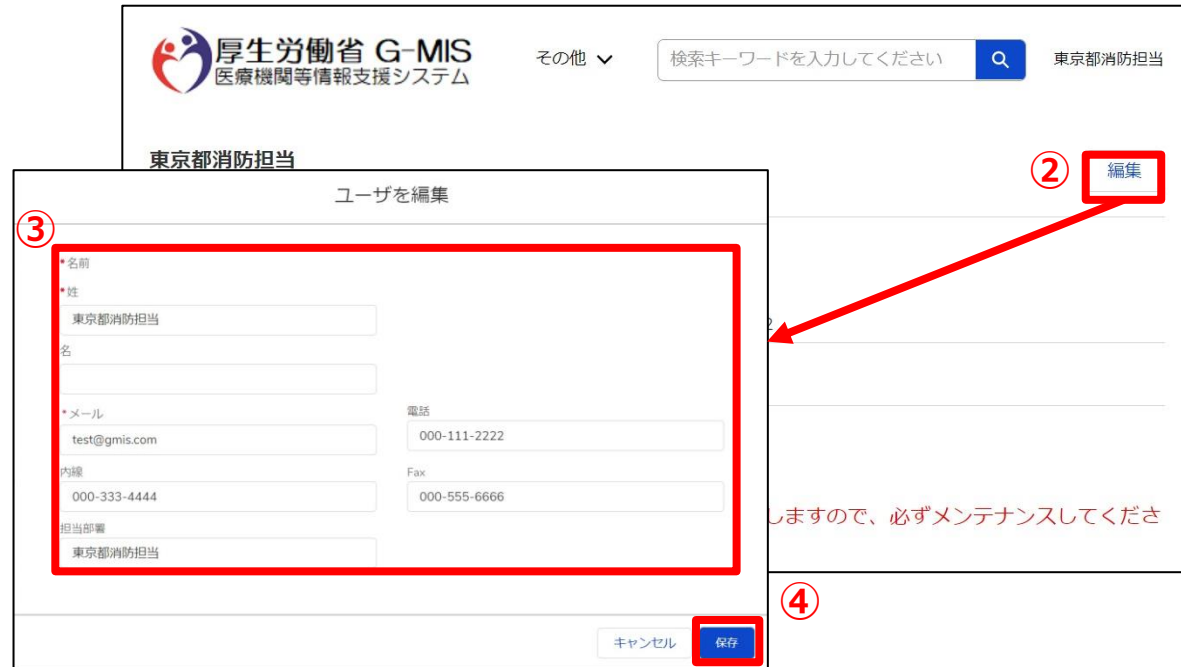 厚生労働省 G-MIS
医療機関等情報支援システム
その他
検索キーワードを入力してください
東京都消防担当
東京都消防担当
②
編集
ユーザを編集
③
*名前
*姓
東京都消防担当
名
*メール
電話
test@gmis.com
000-111-2222
内線
Fax
000-333-4444
000-555-6666
担当部署
東京都消防担当
2
しますので、必ずメンテナンスしてくださ
④
キャンセル
保存